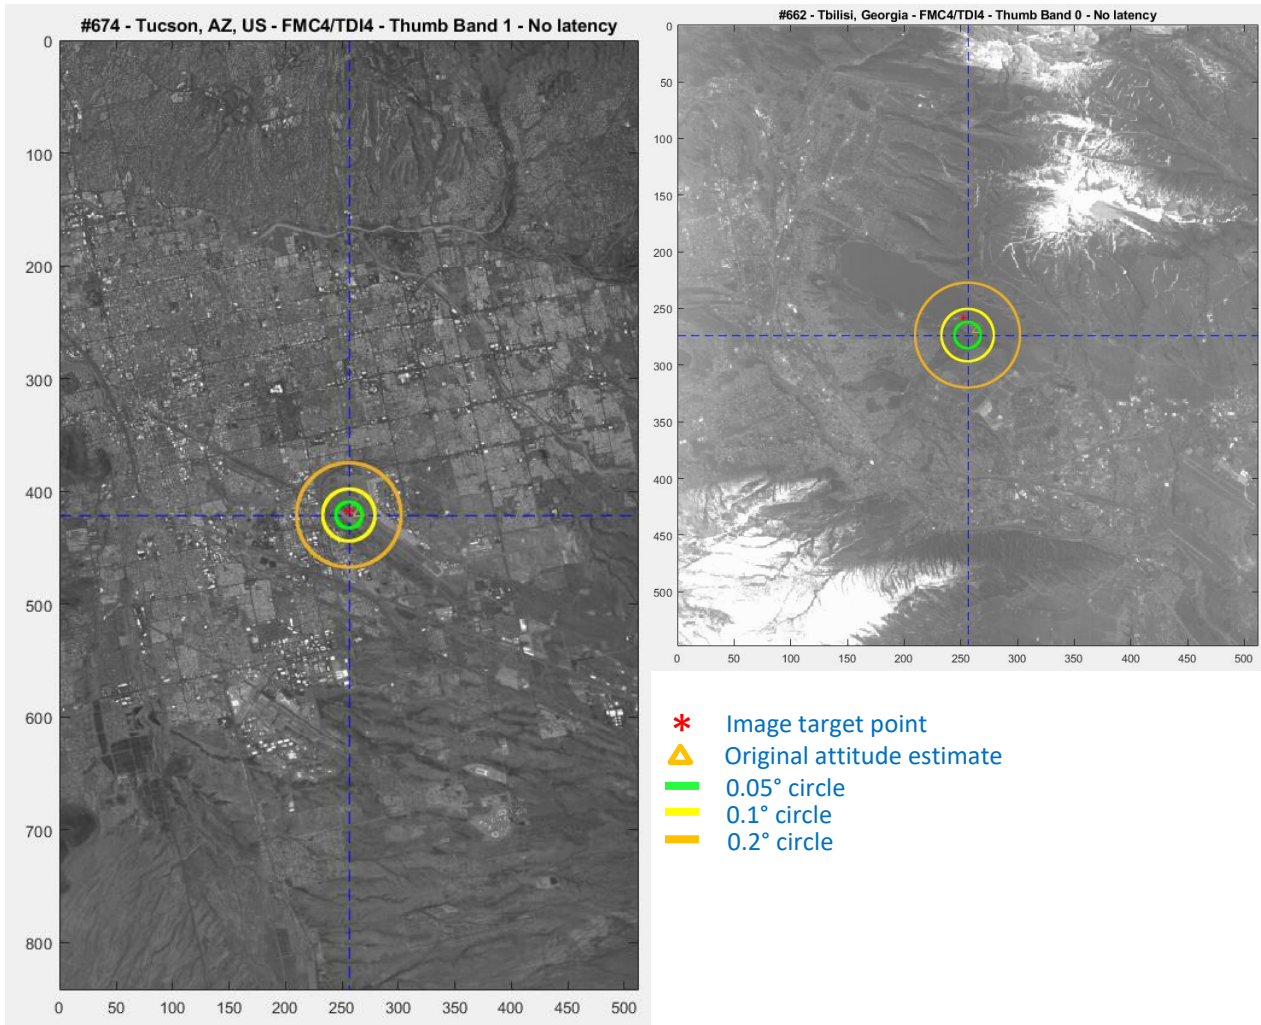 #674 - Tucson, AZ, US - FMC4/TDI4 - Thumb Band 1 - No latency
0
100
200
300
400
500
600
700
800
0 50 100 150 200 250 300 350 400 450 500
#662 - Tbilisi, Georgia - FMC4/TDI4 - Thumb Band 0 - No latency
0
50
100
150
200
250
300
350
400
450
500
0 50 100 150 200 250 300 350 400 450 500
* Image target point
Original attitude estimate
0.05° circle
0.1° circle
0.2° circle